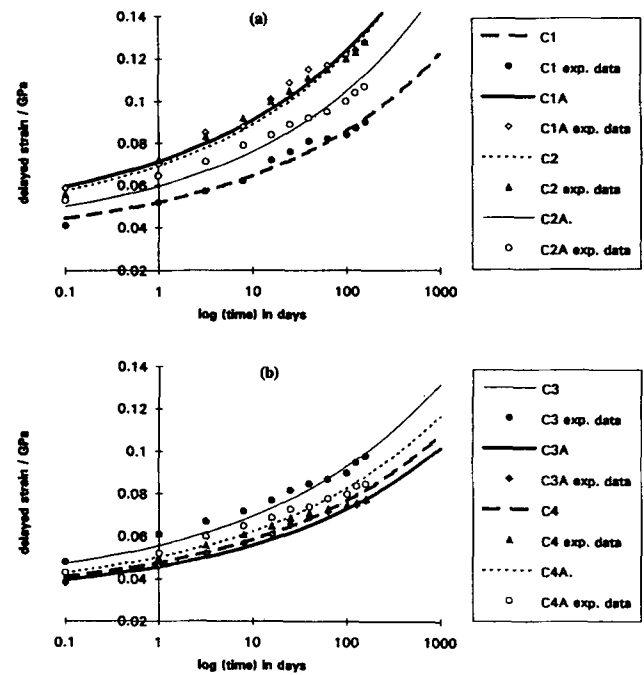 (a)
0.14
0.12
0.1
0.08
0.06
0.04
0.02
delayed strain / GPa
0.1
1
10
100
1000
log (time) in days
C1
C1 exp. data
C1A
C1A exp. data
C2
C2 exp. data
C2A.
C2A exp. data
(b)
0.14
0.12
0.1
0.08
0.06
0.04
0.02
delayed strain / GPa
0.1
1
10
100
1000
log (time) in days
C3
C3 exp. data
C3A
C3A exp. data
C4
C4 exp. data
C4A.
C4A exp. data